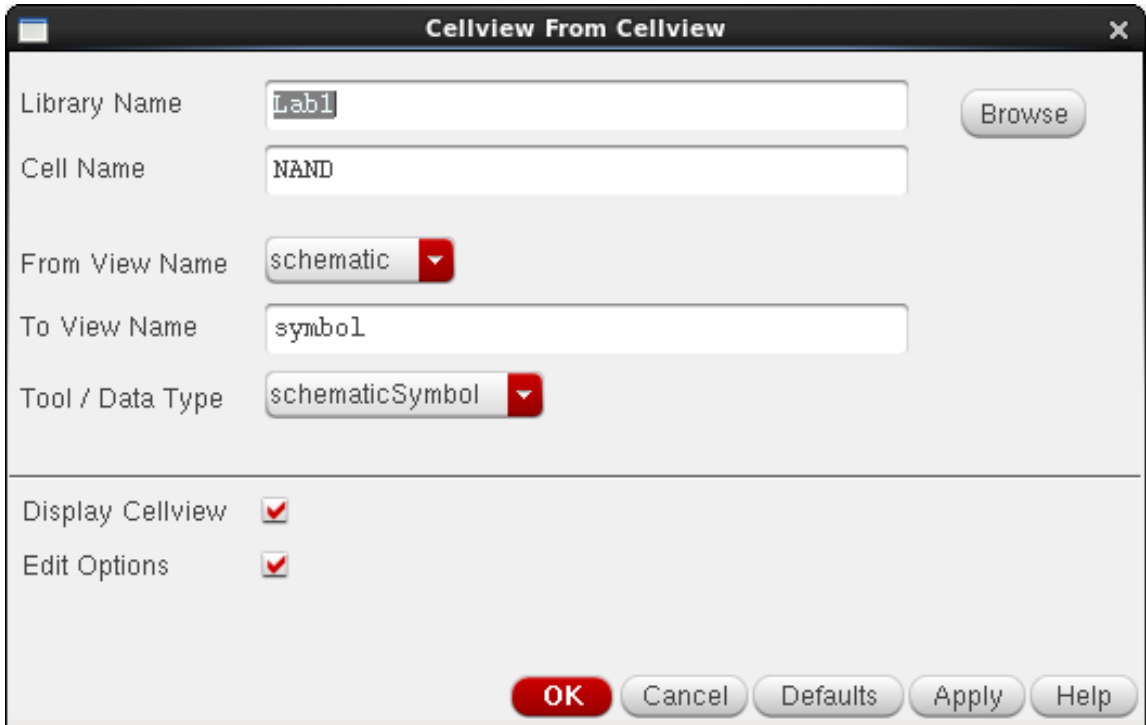 Cellview From Cellview
Library Name Lab1 Browse
Cell Name NAND
From View Name schematic
To View Name symbol
Tool / Data Type schematicSymbol
Display Cellview
Edit Options
OK Cancel Defaults Apply Help